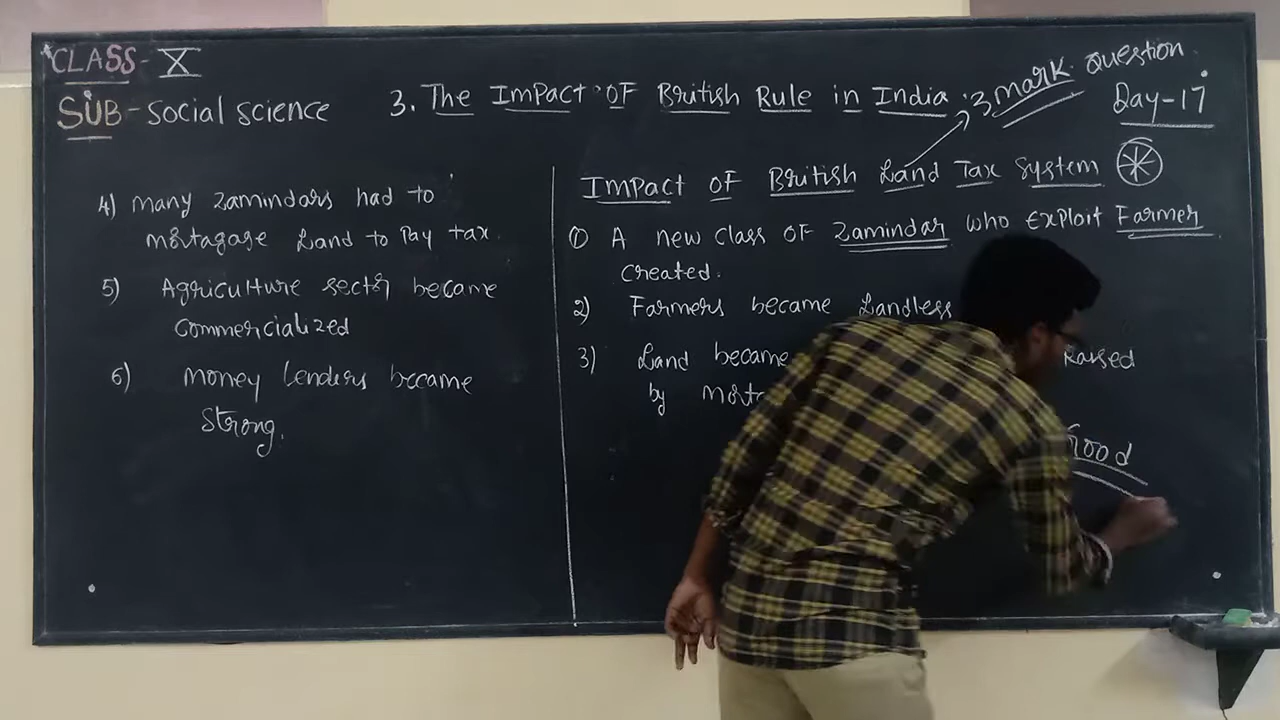 CLASS - X
SUB - Social science
3. The Impact OF British Rule in India
3 mark question
Day-17
4) many zamindars had to
mortagage Land to Pay tax.
5) Agriculture sector became
Commercialized
6) money lenders became
Strong.
Impact OF British Land Tax System
① A new class OF Zamindar who exploit Farmer
created.
2) Farmers became Landless
3) Land became Raised
by
Good